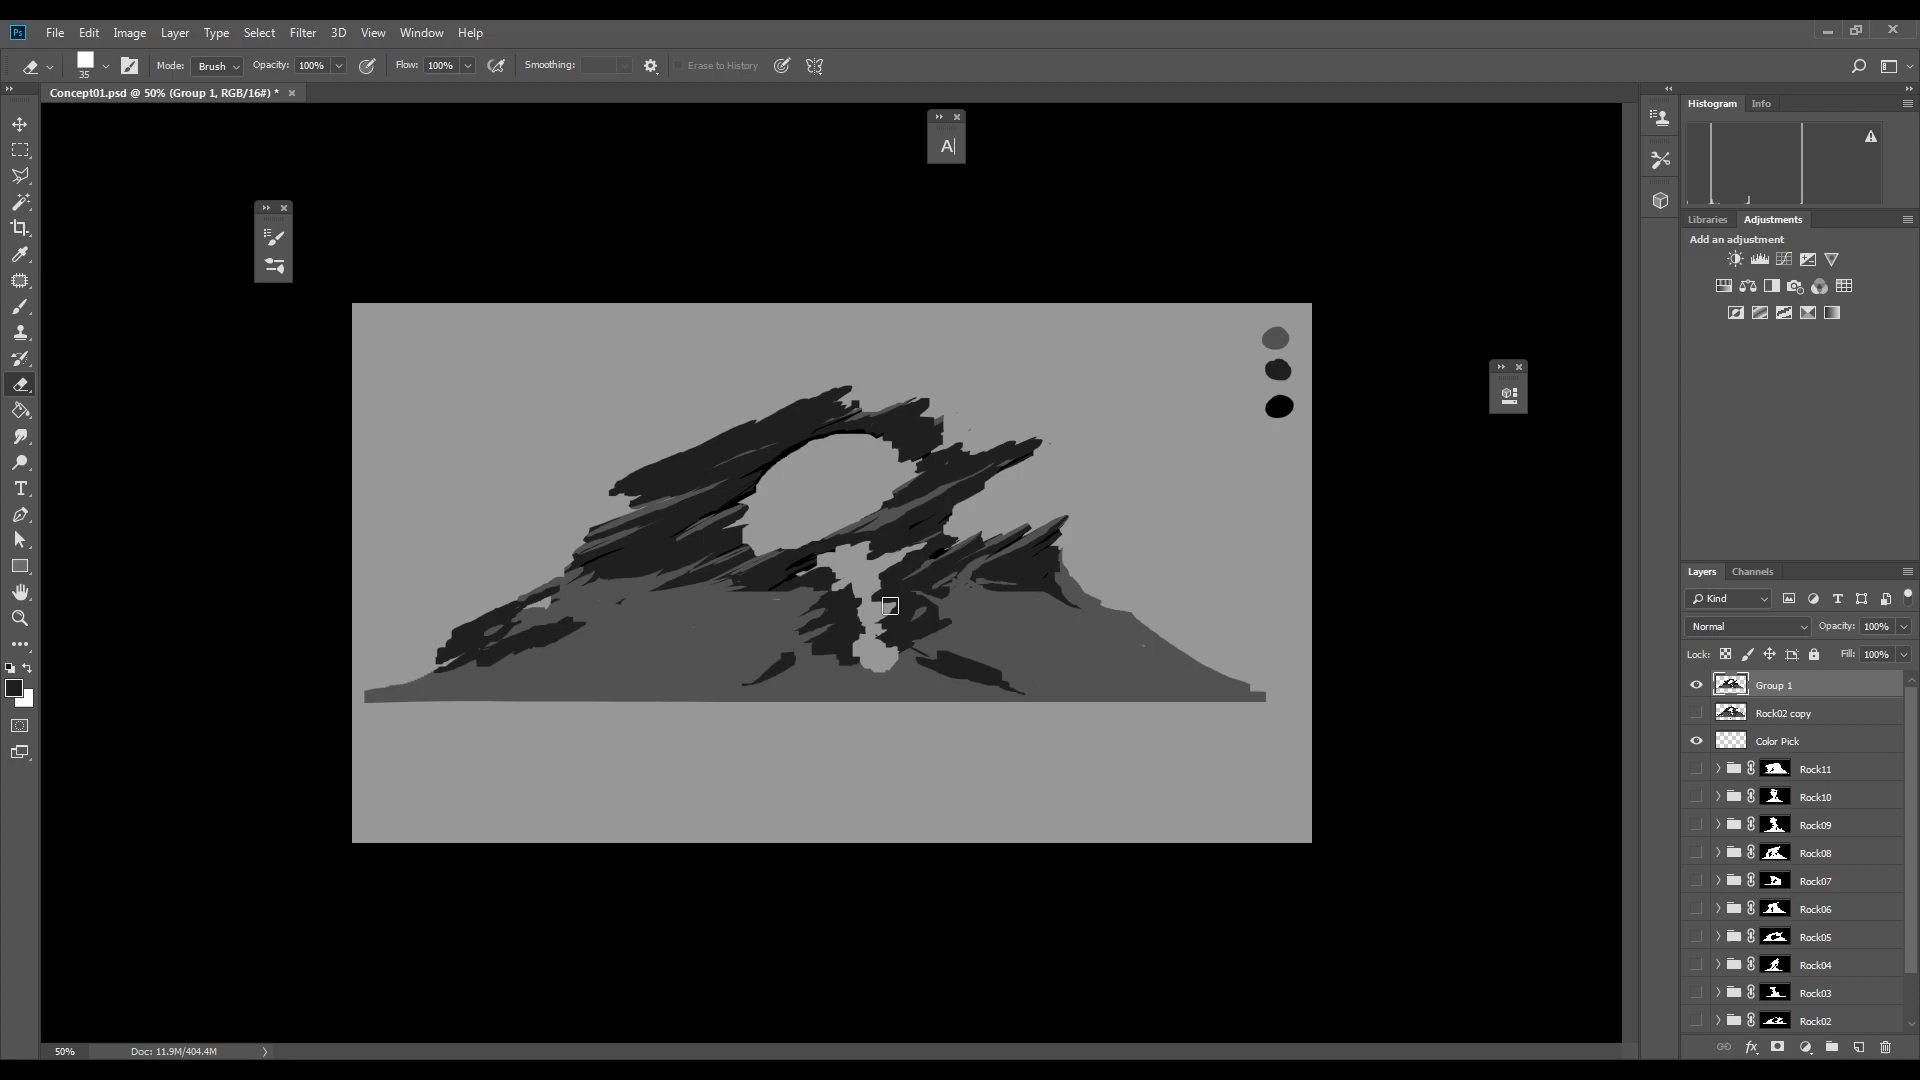 Ps File Edit Image Layer Type Select Filter 3D View Window Help
35 Mode: Brush Opacity: 100% Flow: 100% Smoothing: Erase to History
Concept01.psd @ 50% (Group 1, RGB/16#) *
A
Histogram Info
Libraries Adjustments
Add an adjustment
Layers Channels
Kind
Normal Opacity: 100%
Lock: Fill: 100%
Group 1
Rock02 copy
Color Pick
Rock11
Rock10
Rock09
Rock08
Rock07
Rock06
Rock05
Rock04
Rock03
Rock02
50% Doc: 11.9M/404.4M